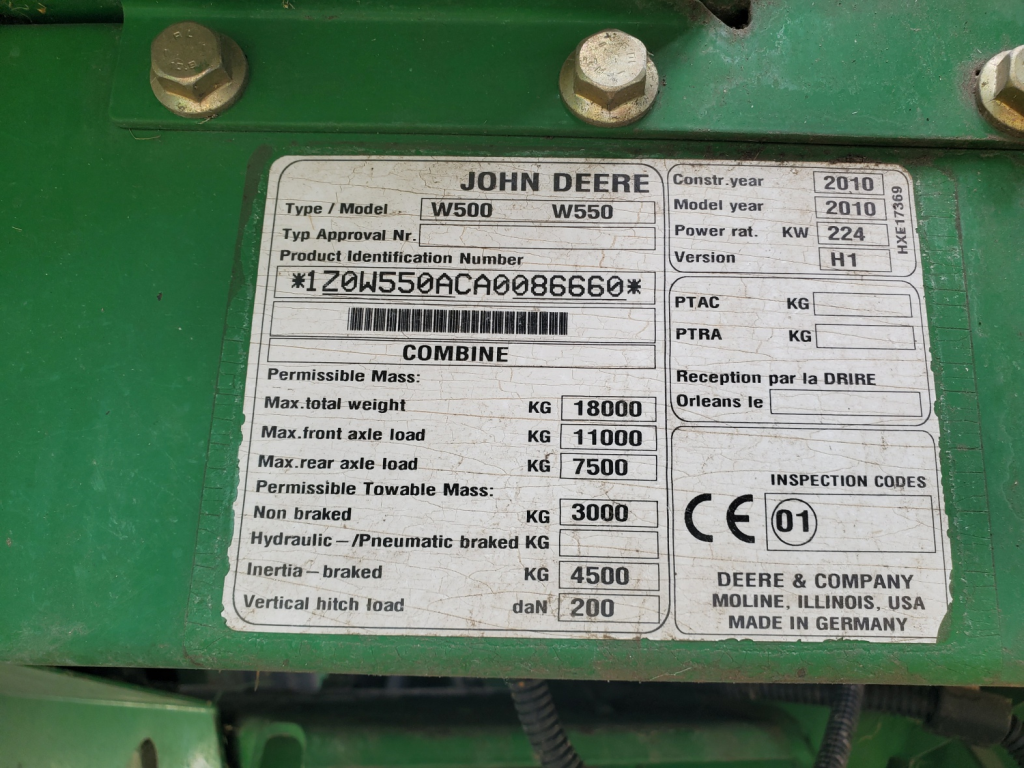 JOHN DEERE
Type / Model W500 W550
Typ Approval Nr.
Product Identification Number
*1Z0W550ACA0086660*
COMBINE
Permissible Mass:
Max.total weight KG 18000
Max.front axle load KG 11000
Max.rear axle load KG 7500
Permissible Towable Mass:
Non braked KG 3000
Hydraulic-/Pneumatic braked KG
Inertia-braked KG 4500
Vertical hitch load daN 200
Constr.year 2010
Model year 2010
Power rat. KW 224
Version H1
HXE17369
PTAC KG
PTRA KG
Reception par la DRIRE
Orleans le
INSPECTION CODES
CE 01
DEERE & COMPANY
MOLINE, ILLINOIS, USA
MADE IN GERMANY